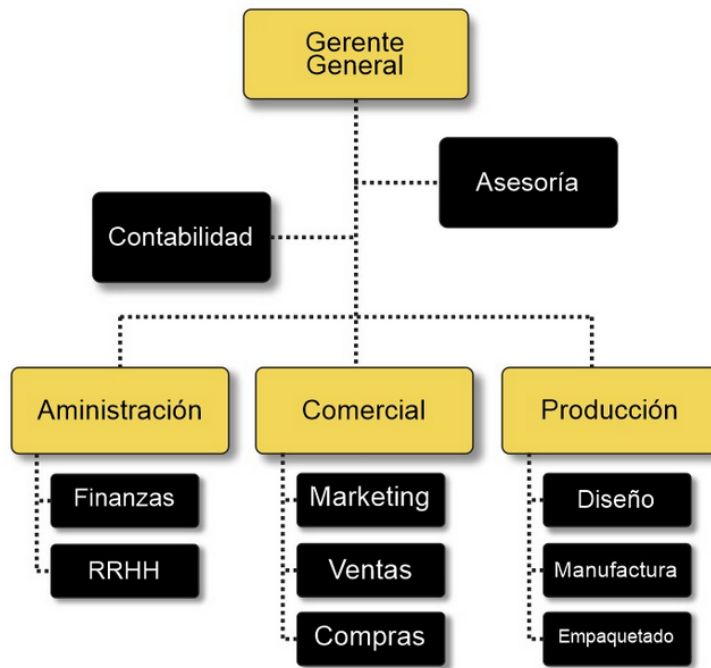 Gerente
General
Asesoría
Contabilidad
Aministración
Comercial
Producción
Finanzas
RRHH
Marketing
Ventas
Compras
Diseño
Manufactura
Empaquetado